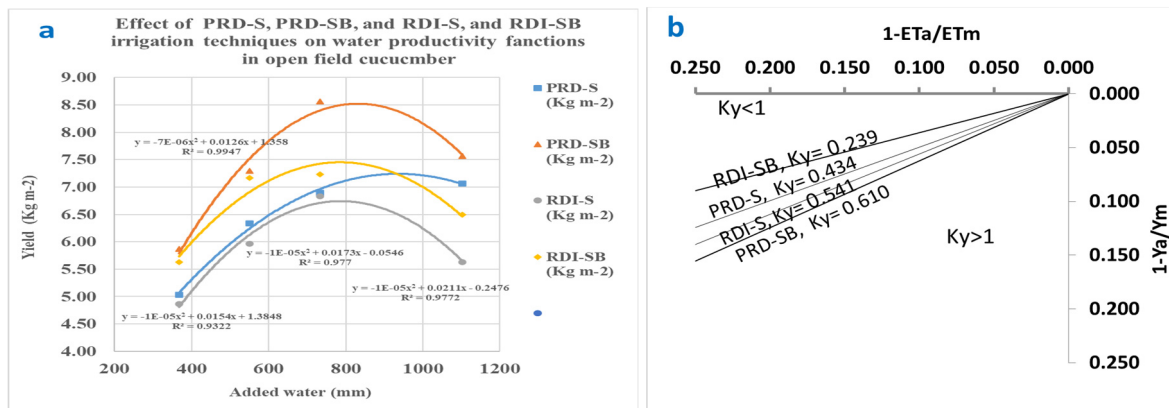 a
Effect of PRD-S, PRD-SB, and RDI-S, and RDI-SB
irrigation techniques on water productivity fanctions
in open field cucucmber
9.00
8.50
8.00
7.50
7.00
6.50
6.00
5.50
5.00
4.50
4.00
Yield (Kg m-2)
200
400
600
800
1000
1200
Added water (mm)
y = -7E-06x² + 0.0126x + 1.358
R² = 0.9947
y = -1E-05x² + 0.0173x - 0.0546
R² = 0.977
y = -1E-05x² + 0.0211x - 0.2476
R² = 0.9772
y = -1E-05x² + 0.0154x + 1.3848
R² = 0.9322
PRD-S
(Kg m-2)
PRD-SB
(Kg m-2)
RDI-S
(Kg m-2)
RDI-SB
(Kg m-2)
b
1-ETa/ETm
0.250 0.200 0.150 0.100 0.050 0.000
0.000
0.050
0.100
0.150
0.200
0.250
1-Ya/Ym
Ky<1
RDI-SB, Ky= 0.239
PRD-S, Ky= 0.434
RDI-S, Ky= 0.541
PRD-SB, Ky= 0.610
Ky>1